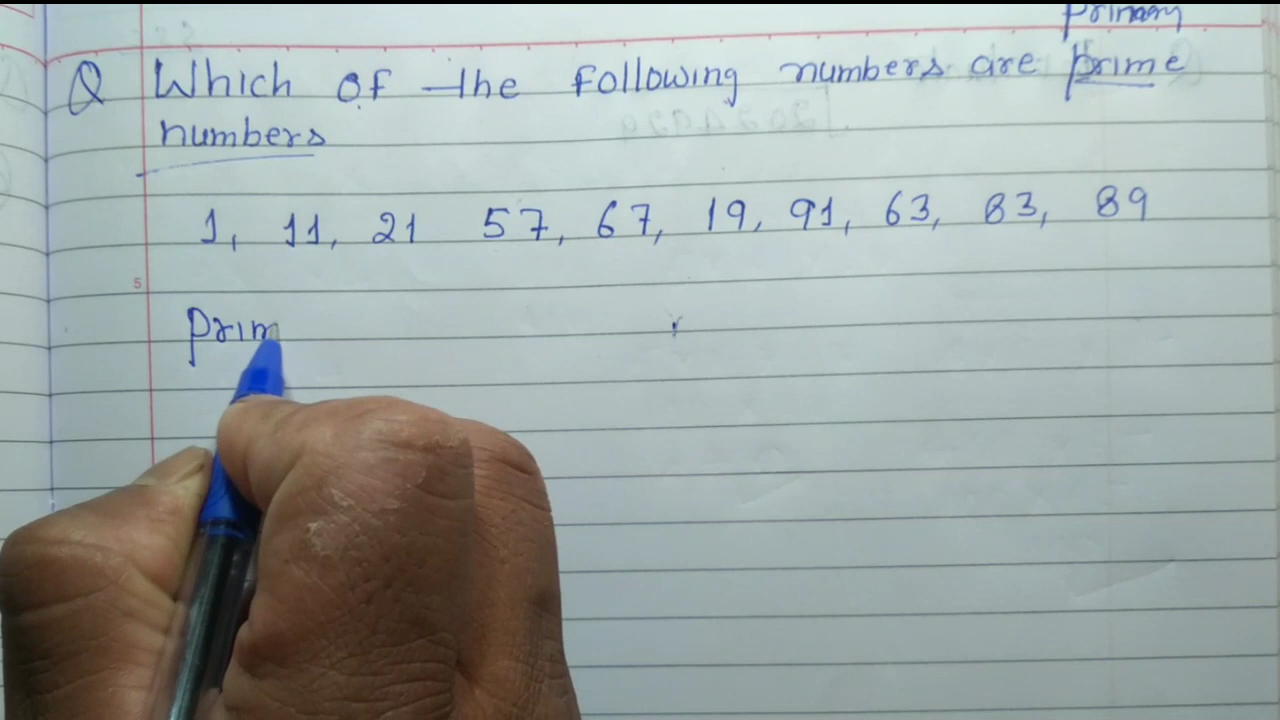 primary
Q Which of the following numbers are prime
numbers
1, 11, 21 57, 67, 19, 91, 63, 83, 89
5
Prim